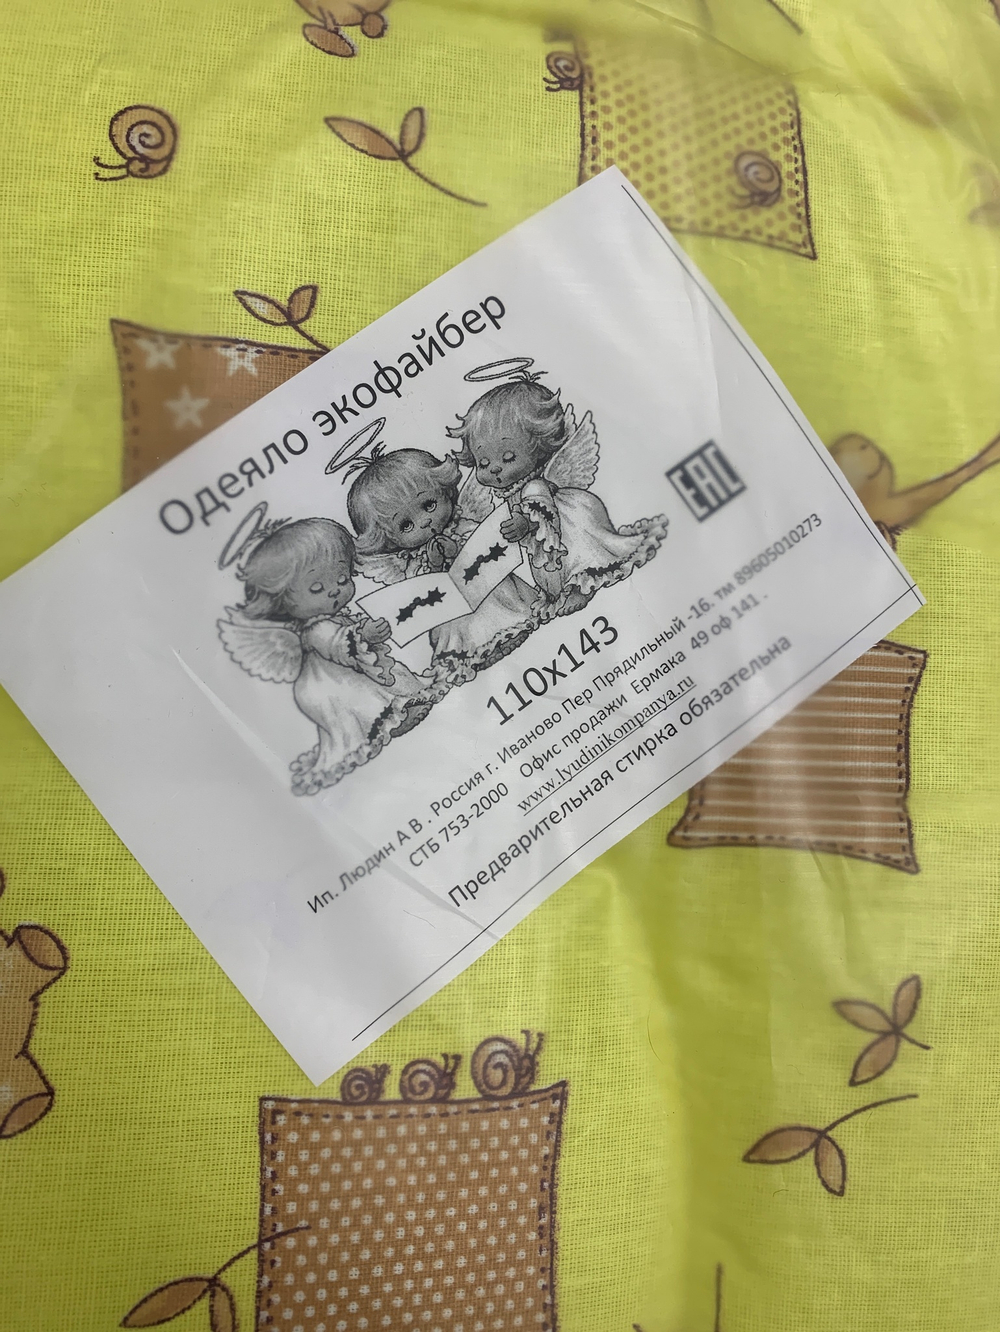 Одеяло экофайбер
EAC
110х143
Ип. Людин А В . Россия г. Иваново Пер Прядильный -16. тм 89605010273
СТБ 753-2000 Офис продажи Ермака 49 оф 141 .
www.lyudinikompanya.ru
Предварительная стирка обязательна